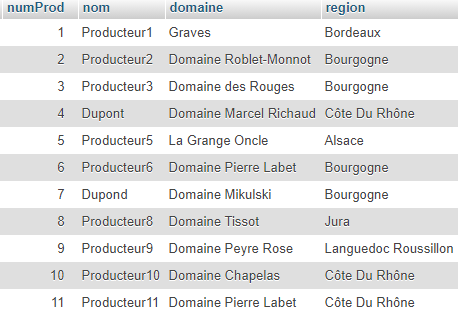 numProd nom domaine region
1 Producteur1 Graves Bordeaux
2 Producteur2 Domaine Roblet-Monnot Bourgogne
3 Producteur3 Domaine des Rouges Bourgogne
4 Dupont Domaine Marcel Richaud Côte Du Rhône
5 Producteur5 La Grange Oncle Alsace
6 Producteur6 Domaine Pierre Labet Bourgogne
7 Dupond Domaine Mikulski Bourgogne
8 Producteur8 Domaine Tissot Jura
9 Producteur9 Domaine Peyre Rose Languedoc Roussillon
10 Producteur10 Domaine Chapelas Côte Du Rhône
11 Producteur11 Domaine Pierre Labet Côte Du Rhône